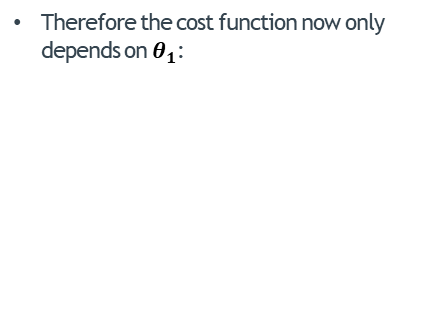 • Therefore the cost function now only
depends on θ₁: